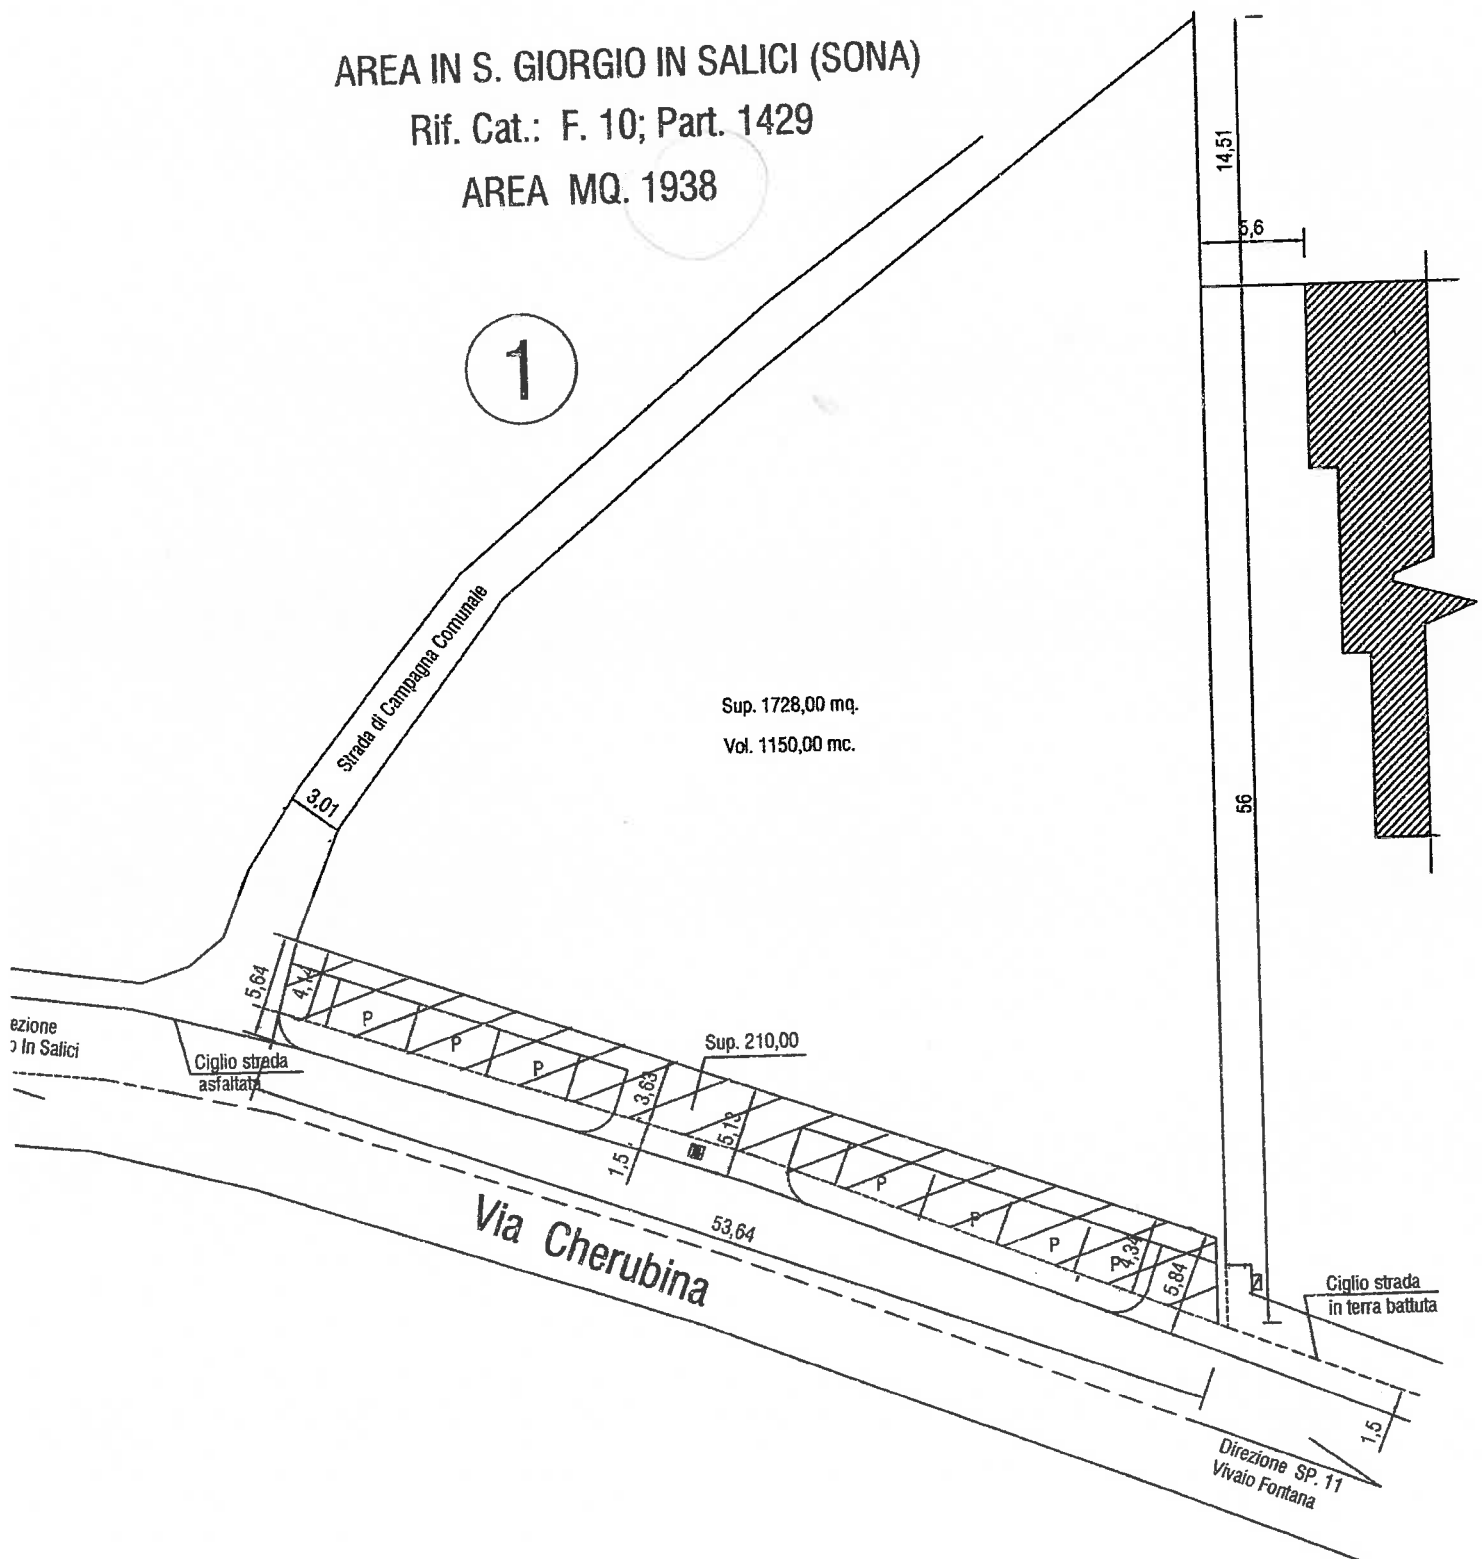 AREA IN S. GIORGIO IN SALICI (SONA)
Rif. Cat.: F. 10; Part. 1429
AREA MQ. 1938
1
14,51
5,6
Strada di Campagna Comunale
3,01
Sup. 1728,00 mq.
Vol. 1150,00 mc.
56
5,64
4,14
P
P
P
ezione
o In Salici
Ciglio strada
asfaltata
Sup. 210,00
3,63
5,13
1,5
P
P
P
P
4,34
5,84
Via Cherubina
53,64
Ciglio strada
in terra battuta
1,5
Direzione SP. 11
Vivaio Fontana